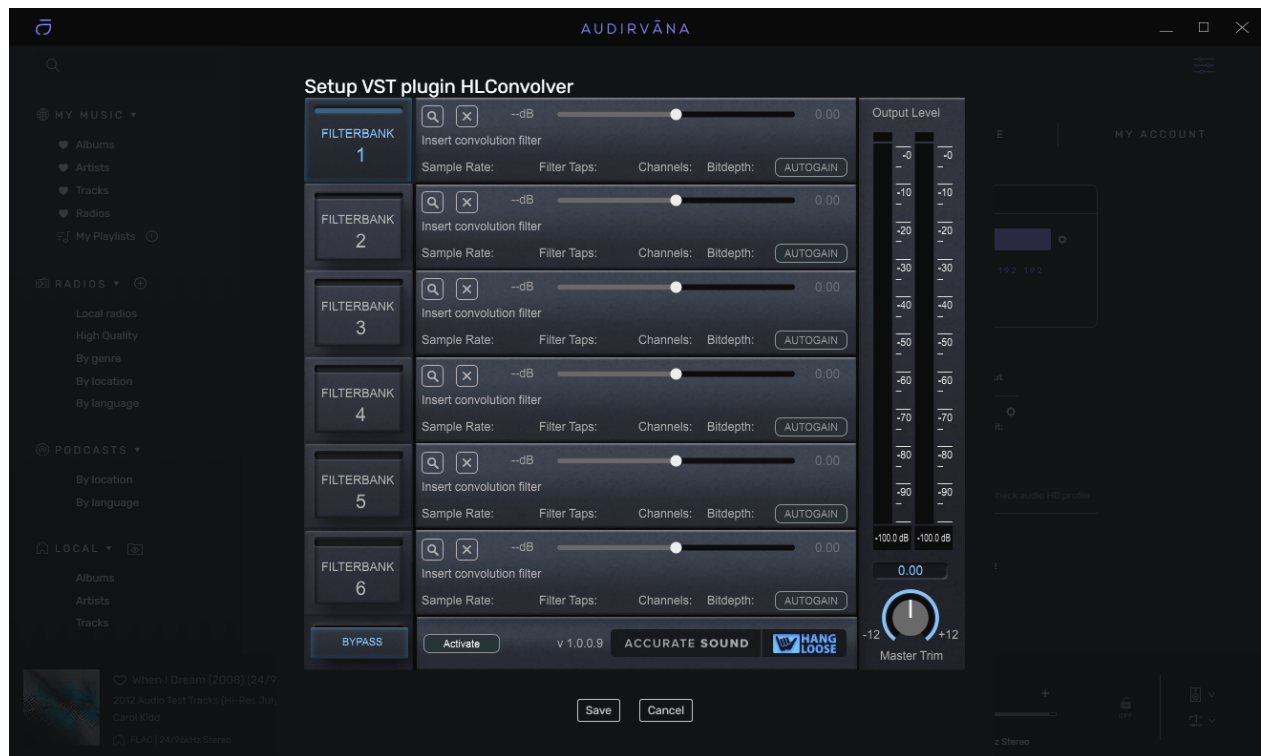 AUDIRVĀNA
Setup VST plugin HLConvolver
MY MUSIC
Albums
Artists
Tracks
Radios
My Playlists
RADIOS
Local radios
High Quality
By genre
By location
By language
PODCASTS
By location
By language
LOCAL
Albums
Artists
Tracks
FILTERBANK
1
--dB
0.00
Insert convolution filter
Sample Rate: Filter Taps: Channels: Bitdepth: AUTOGAIN
FILTERBANK
2
--dB
0.00
Insert convolution filter
Sample Rate: Filter Taps: Channels: Bitdepth: AUTOGAIN
FILTERBANK
3
--dB
0.00
Insert convolution filter
Sample Rate: Filter Taps: Channels: Bitdepth: AUTOGAIN
FILTERBANK
4
--dB
0.00
Insert convolution filter
Sample Rate: Filter Taps: Channels: Bitdepth: AUTOGAIN
FILTERBANK
5
--dB
0.00
Insert convolution filter
Sample Rate: Filter Taps: Channels: Bitdepth: AUTOGAIN
FILTERBANK
6
--dB
0.00
Insert convolution filter
Sample Rate: Filter Taps: Channels: Bitdepth: AUTOGAIN
BYPASS
Activate
v 1.0.0.9
ACCURATE SOUND
HANG
LOOSE
Output Level
-0 -0
-10 -10
-20 -20
-30 -30
-40 -40
-50 -50
-60 -60
-70 -70
-80 -80
-90 -90
-100.0 dB -100.0 dB
0.00
-12 +12
Master Trim
E
MY ACCOUNT
192 192
Save
Cancel
When I Dream (2008) [24/9
2012 Audio Test Tracks (Hi-Res July
Carol Kidd
FLAC | 24/96kHz Stereo
OFF
z Stereo